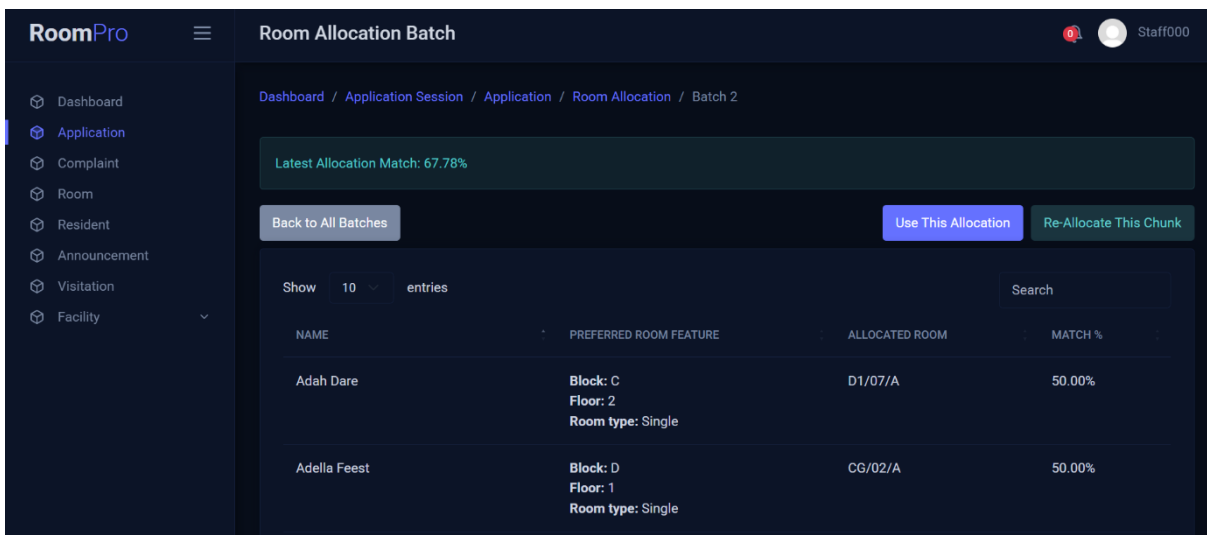 RoomPro
Room Allocation Batch
0
Staff000
Dashboard
Application
Complaint
Room
Resident
Announcement
Visitation
Facility
Dashboard / Application Session / Application / Room Allocation / Batch 2
Latest Allocation Match: 67.78%
Back to All Batches
Use This Allocation
Re-Allocate This Chunk
Show 10 entries
Search
NAME PREFERRED ROOM FEATURE ALLOCATED ROOM MATCH %
Adah Dare Block: C D1/07/A 50.00%
Floor: 2
Room type: Single
Adella Feest Block: D CG/02/A 50.00%
Floor: 1
Room type: Single